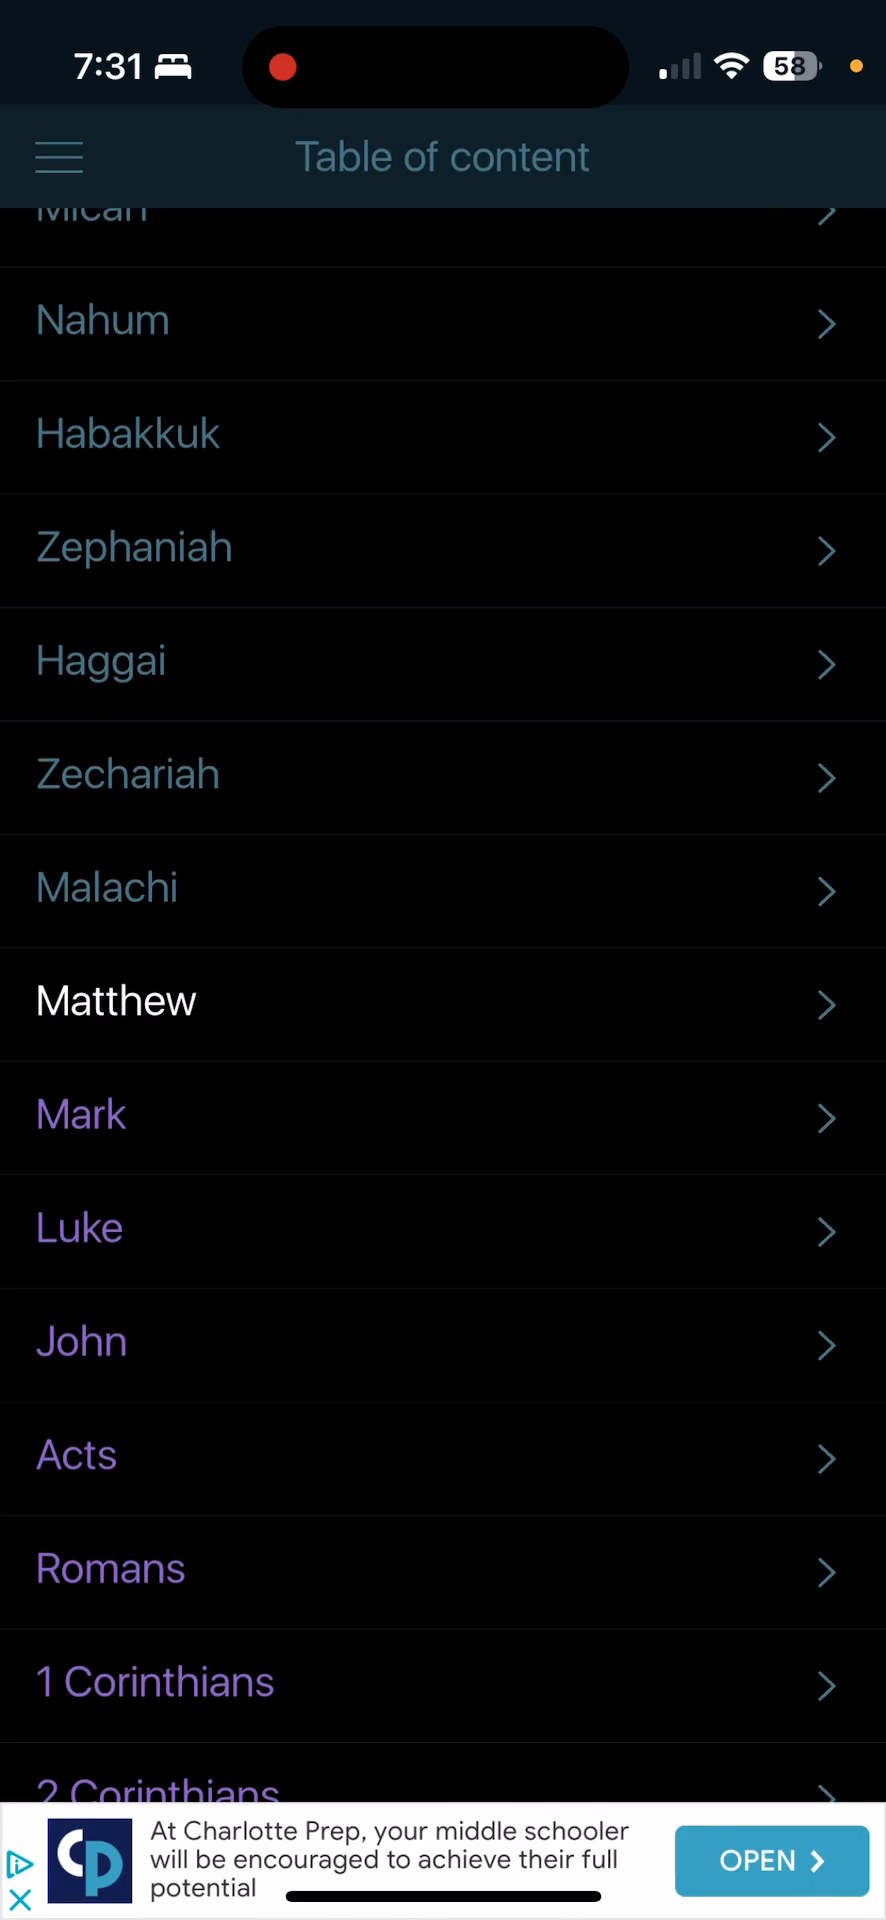 7:31
58
Table of content
Micah
Nahum
Habakkuk
Zephaniah
Haggai
Zechariah
Malachi
Matthew
Mark
Luke
John
Acts
Romans
1 Corinthians
2 Corinthians
At Charlotte Prep, your middle schooler
will be encouraged to achieve their full
potential
OPEN